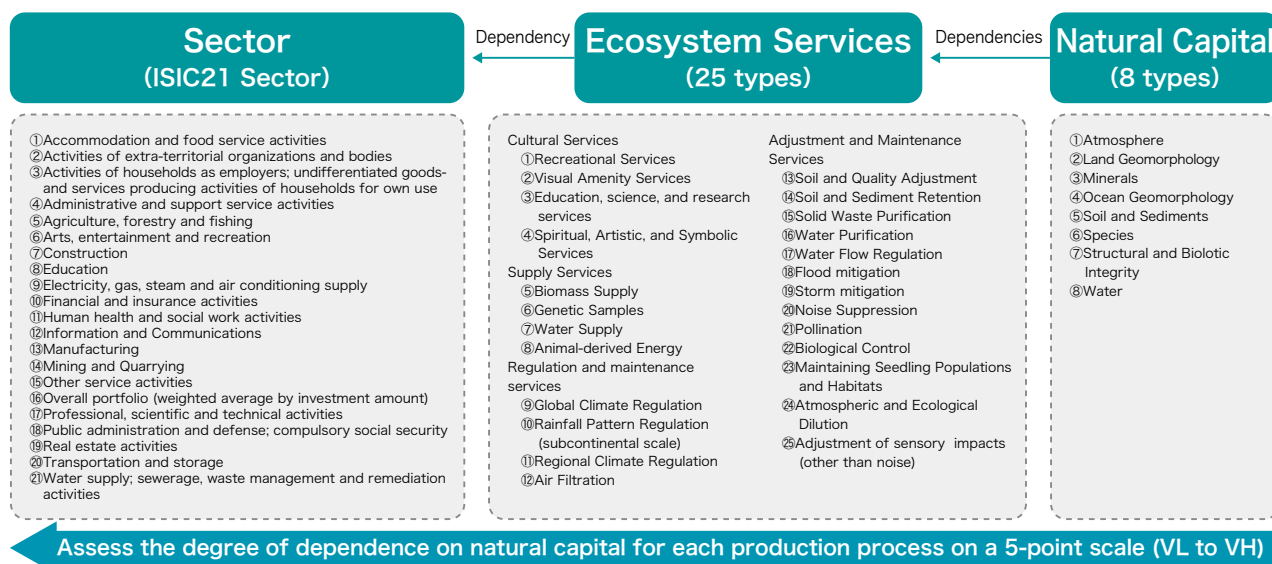 Sector
(ISIC21 Sector)
Dependency
Ecosystem Services
(25 types)
Dependencies
Natural Capital
(8 types)
①Accommodation and food service activities
②Activities of extra-territorial organizations and bodies
③Activities of households as employers; undifferentiated goods-
and services producing activities of households for own use
④Administrative and support service activities
⑤Agriculture, forestry and fishing
⑥Arts, entertainment and recreation
⑦Construction
⑧Education
⑨Electricity, gas, steam and air conditioning supply
⑩Financial and insurance activities
⑪Human health and social work activities
⑫Information and Communications
⑬Manufacturing
⑭Mining and Quarrying
⑮Other service activities
⑯Overall portfolio (weighted average by investment amount)
⑰Professional, scientific and technical activities
⑱Public administration and defense; compulsory social security
⑲Real estate activities
⑳Transportation and storage
㉑Water supply; sewerage, waste management and remediation
activities
Cultural Services
①Recreational Services
②Visual Amenity Services
③Education, science, and research
services
④Spiritual, Artistic, and Symbolic
Services
Supply Services
⑤Biomass Supply
⑥Genetic Samples
⑦Water Supply
⑧Animal-derived Energy
Regulation and maintenance
services
⑨Global Climate Regulation
⑩Rainfall Pattern Regulation
(subcontinental scale)
⑪Regional Climate Regulation
⑫Air Filtration
Adjustment and Maintenance
Services
⑬Soil and Quality Adjustment
⑭Soil and Sediment Retention
⑮Solid Waste Purification
⑯Water Purification
⑰Water Flow Regulation
⑱Flood mitigation
⑲Storm mitigation
⑳Noise Suppression
㉑Pollination
㉒Biological Control
㉓Maintaining Seedling Populations
and Habitats
㉔Atmospheric and Ecological
Dilution
㉕Adjustment of sensory impacts
(other than noise)
①Atmosphere
②Land Geomorphology
③Minerals
④Ocean Geomorphology
⑤Soil and Sediments
⑥Species
⑦Structural and Biolotic
Integrity
⑧Water
Assess the degree of dependence on natural capital for each production process on a 5-point scale (VL to VH)